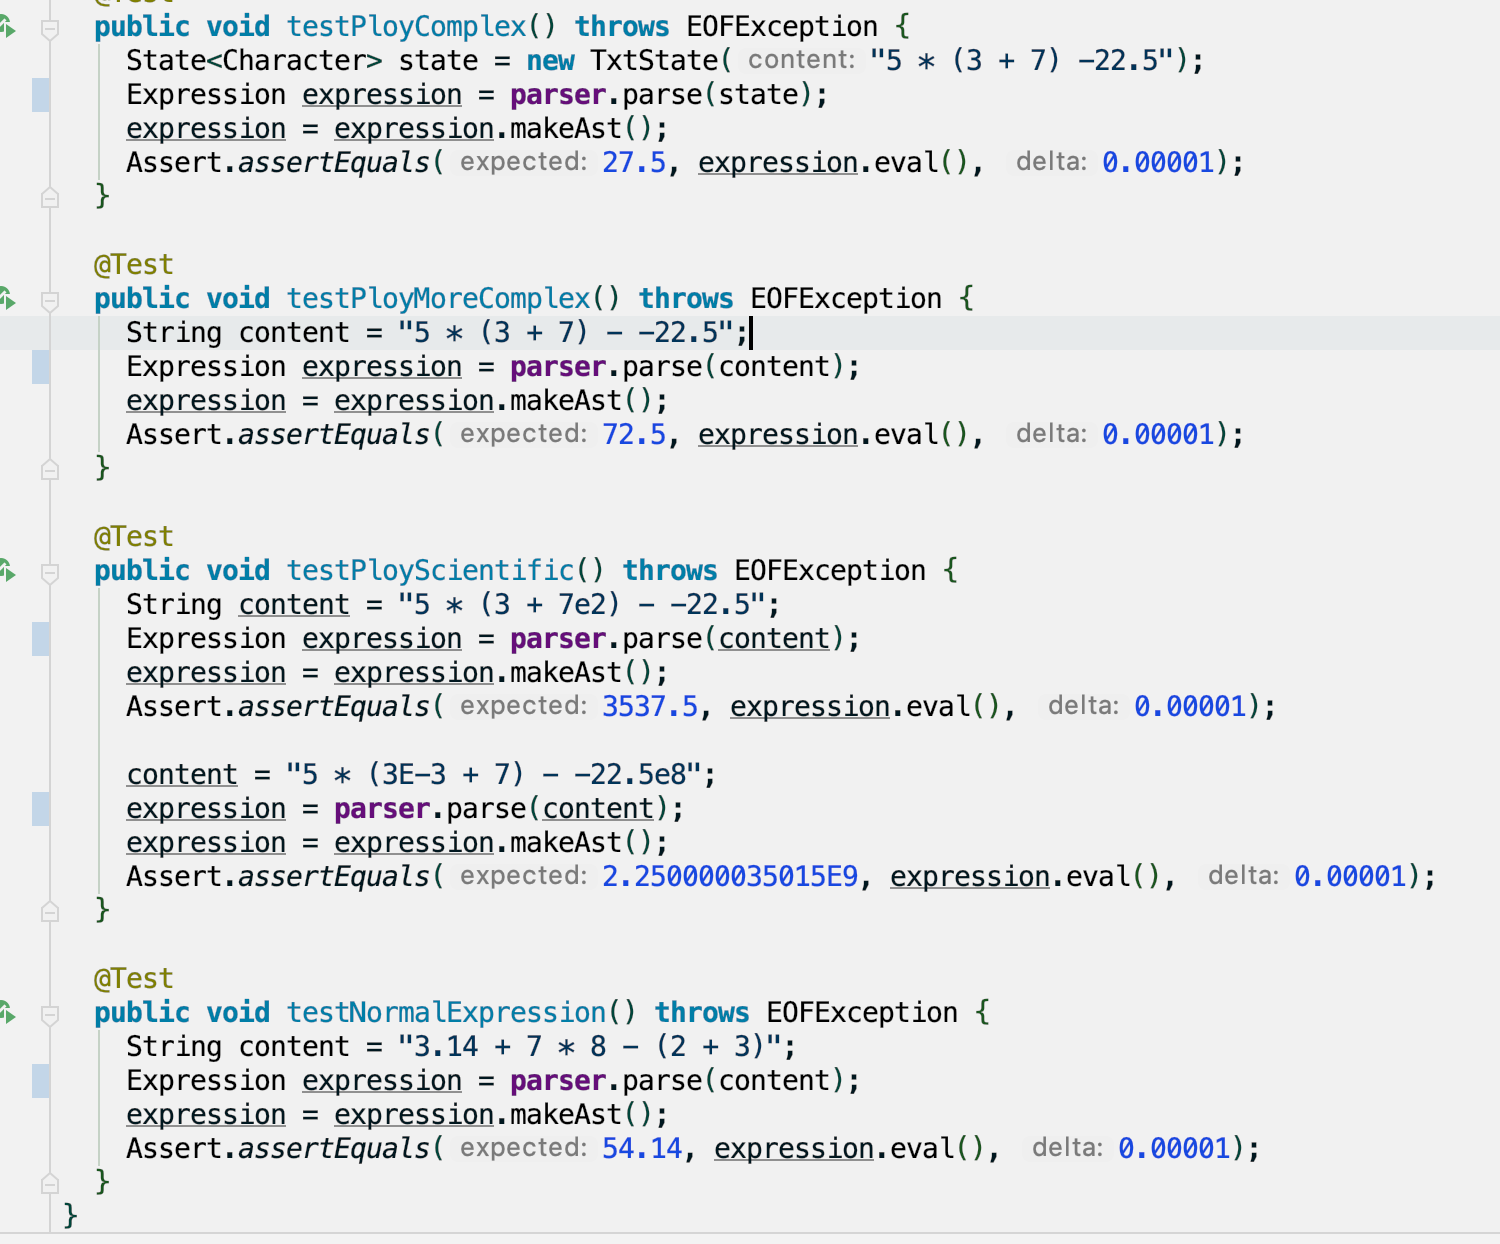 @Test
public void testPloyComplex() throws EOFException {
State<Character> state = new TxtState( content: "5 * (3 + 7) -22.5");
Expression expression = parser.parse(state);
expression = expression.makeAst();
Assert.assertEquals( expected: 27.5, expression.eval(), delta: 0.00001);
}
@Test
public void testPloyMoreComplex() throws EOFException {
String content = "5 * (3 + 7) - -22.5";
Expression expression = parser.parse(content);
expression = expression.makeAst();
Assert.assertEquals( expected: 72.5, expression.eval(), delta: 0.00001);
}
@Test
public void testPloyScientific() throws EOFException {
String content = "5 * (3 + 7e2) - -22.5";
Expression expression = parser.parse(content);
expression = expression.makeAst();
Assert.assertEquals( expected: 3537.5, expression.eval(), delta: 0.00001);
content = "5 * (3E-3 + 7) - -22.5e8";
expression = parser.parse(content);
expression = expression.makeAst();
Assert.assertEquals( expected: 2.250000035015E9, expression.eval(), delta: 0.00001);
}
@Test
public void testNormalExpression() throws EOFException {
String content = "3.14 + 7 * 8 - (2 + 3)";
Expression expression = parser.parse(content);
expression = expression.makeAst();
Assert.assertEquals( expected: 54.14, expression.eval(), delta: 0.00001);
}
}